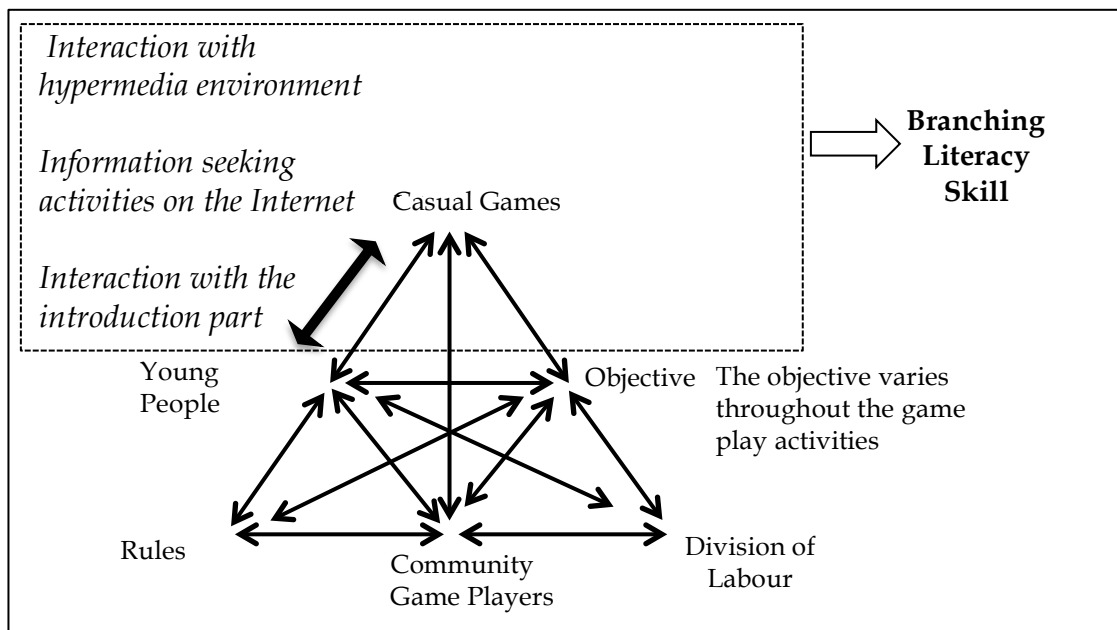 Interaction with
hypermedia environment
Information seeking
activities on the Internet
Interaction with the
introduction part
Branching
Literacy
Skill
Casual Games
Young
People
Objective
The objective varies
throughout the game
play activities
Rules
Community
Game Players
Division of
Labour